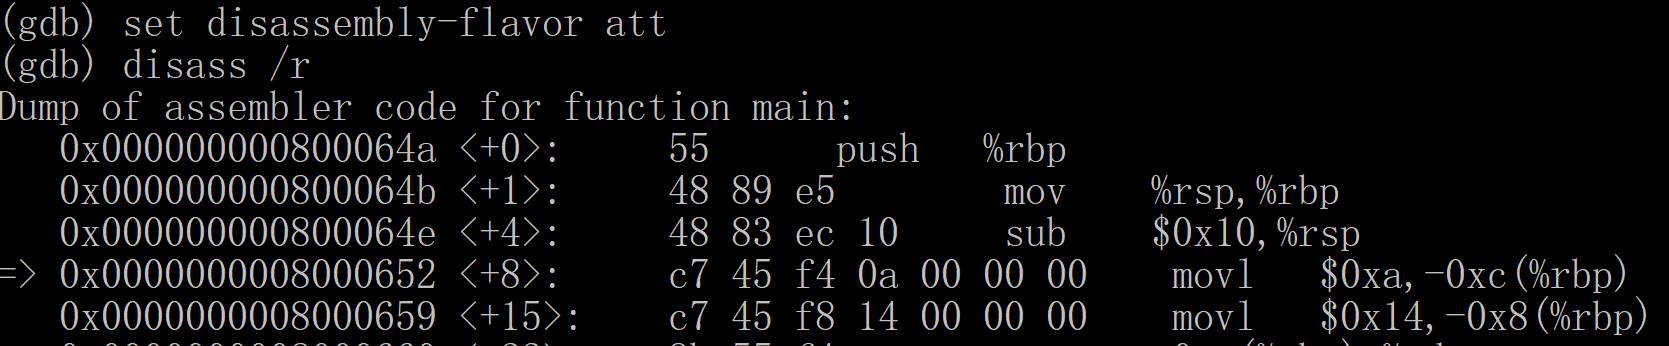 (gdb) set disassembly-flavor att
(gdb) disass /r
Dump of assembler code for function main:
0x000000000800064a <+0>: 55 push %rbp
0x000000000800064b <+1>: 48 89 e5 mov %rsp,%rbp
0x000000000800064e <+4>: 48 83 ec 10 sub $0x10,%rsp
=> 0x0000000008000652 <+8>: c7 45 f4 0a 00 00 00 movl $0xa,-0xc(%rbp)
0x0000000008000659 <+15>: c7 45 f8 14 00 00 00 movl $0x14,-0x8(%rbp)